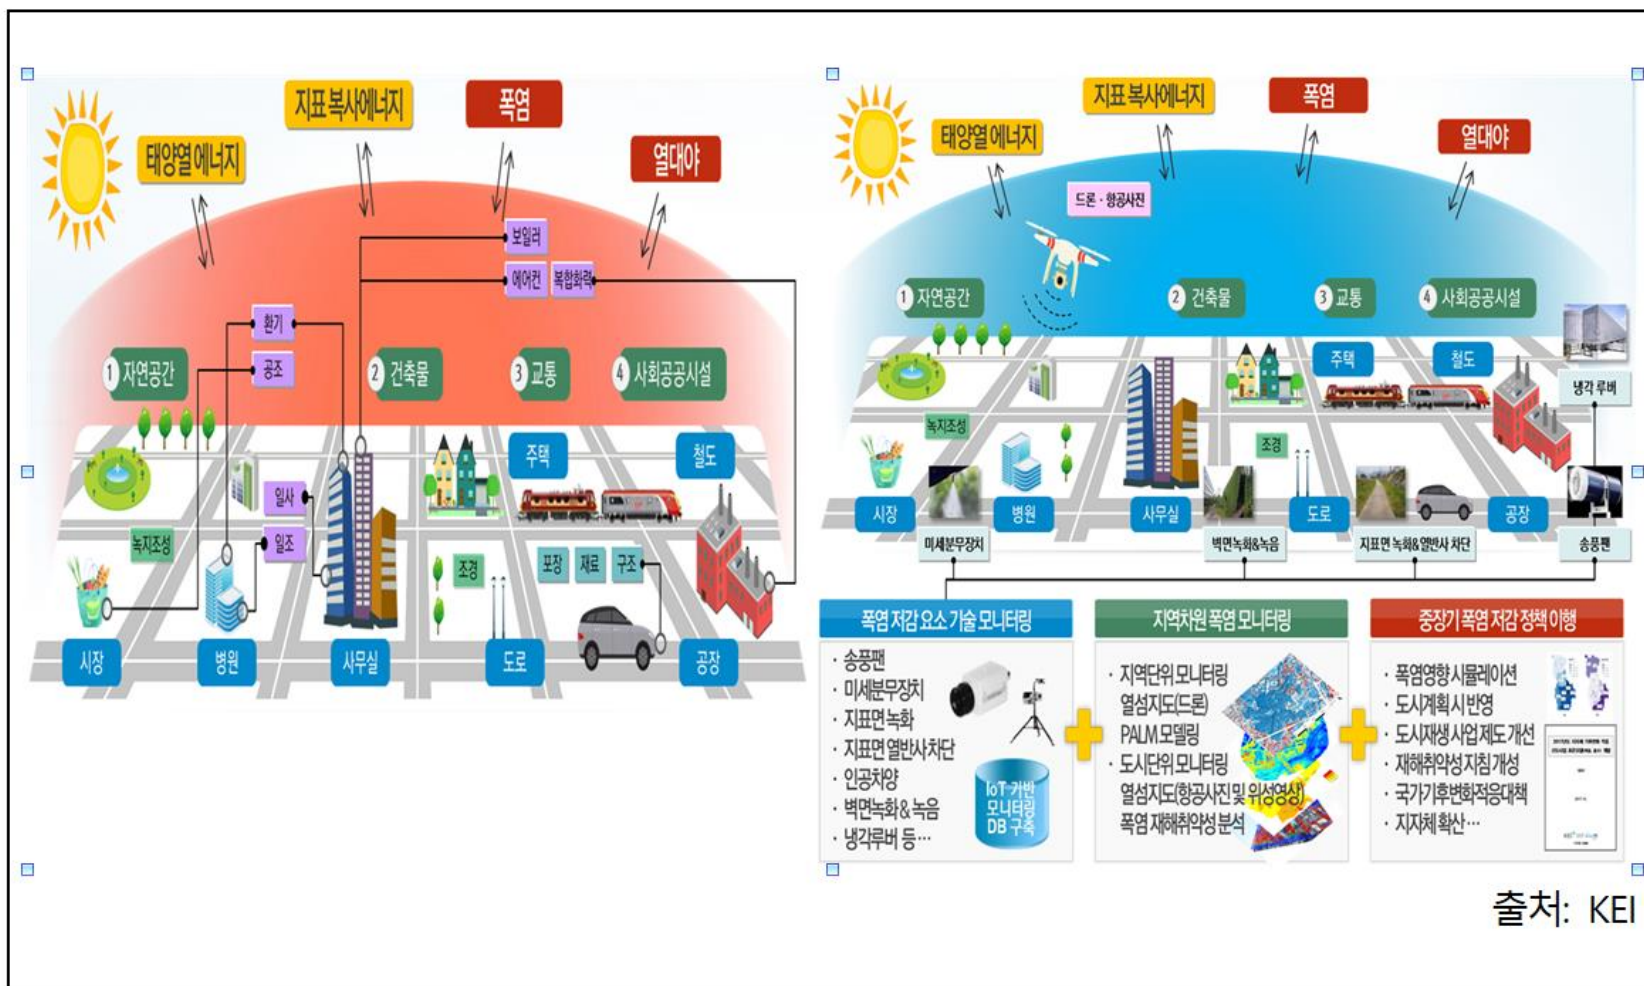 지표 복사에너지
폭염
태양열 에너지
열대야
보일러
에어컨
복합화력
환기
공조
1 자연공간
2 건축물
3 교통
4 사회공공시설
주택
철도
일사
일조
녹지조성
조경
포장
재료
구조
시장
병원
사무실
도로
공장
지표 복사에너지
폭염
태양열 에너지
열대야
드론 · 항공사진
1 자연공간
2 건축물
3 교통
4 사회공공시설
주택
철도
냉각 루버
녹지조성
조경
시장
병원
사무실
도로
공장
미세분무장치
벽면녹화&녹음
지표면 녹화&열반사 차단
송풍팬
폭염 저감 요소 기술 모니터링
· 송풍팬
· 미세분무장치
· 지표면 녹화
· 지표면 열반사 차단
· 인공차양
· 벽면녹화 & 녹음
· 냉각루버 등…
IoT 기반
모니터링
DB 구축
지역차원 폭염 모니터링
· 지역단위 모니터링
열섬지도(드론)
PALM 모델링
· 도시단위 모니터링
열섬지도(항공사진 및 위성영상)
폭염 재해취약성 분석
중장기 폭염 저감 정책 이행
· 폭염영향 시뮬레이션
· 도시계획 시 반영
· 도시재생 사업 제도 개선
· 재해취약성 지침 개성
· 국가기후변화적응대책
· 지자체 확산…
출처: KEI